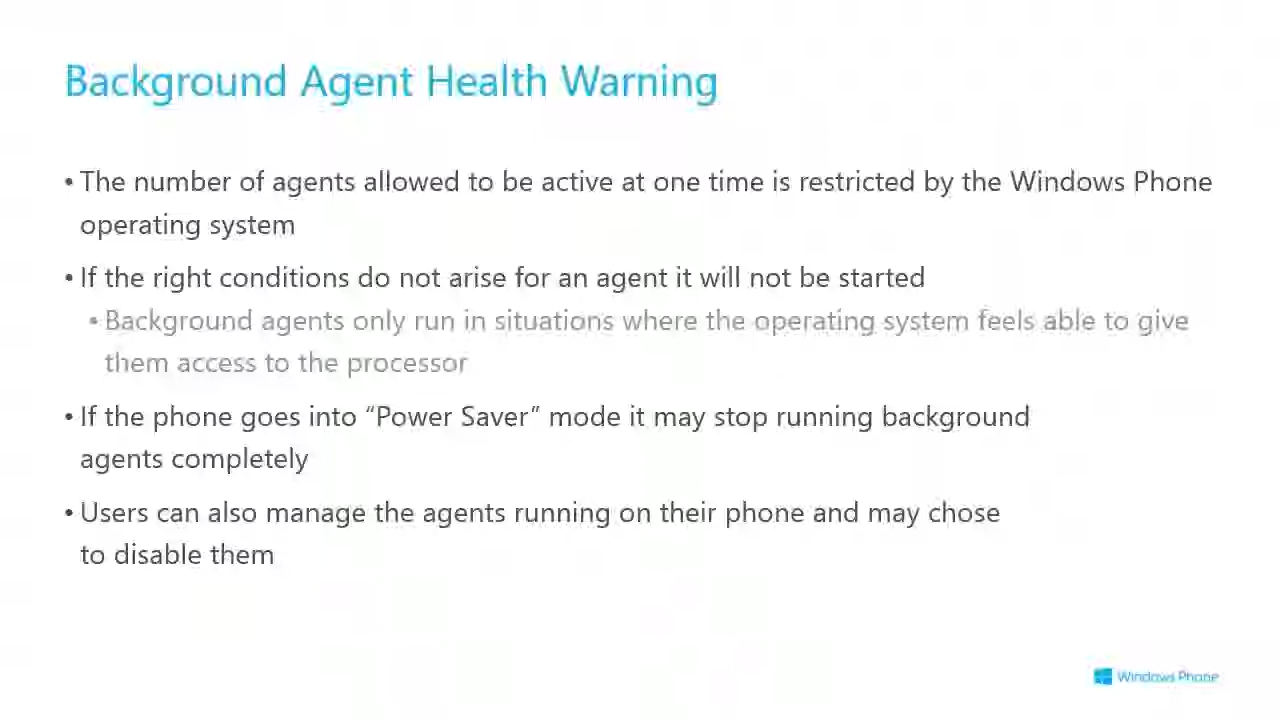 Background Agent Health Warning
• The number of agents allowed to be active at one time is restricted by the Windows Phone
operating system
• If the right conditions do not arise for an agent it will not be started
• Background agents only run in situations where the operating system feels able to give
them access to the processor
• If the phone goes into “Power Saver” mode it may stop running background
agents completely
• Users can also manage the agents running on their phone and may chose
to disable them
Windows Phone